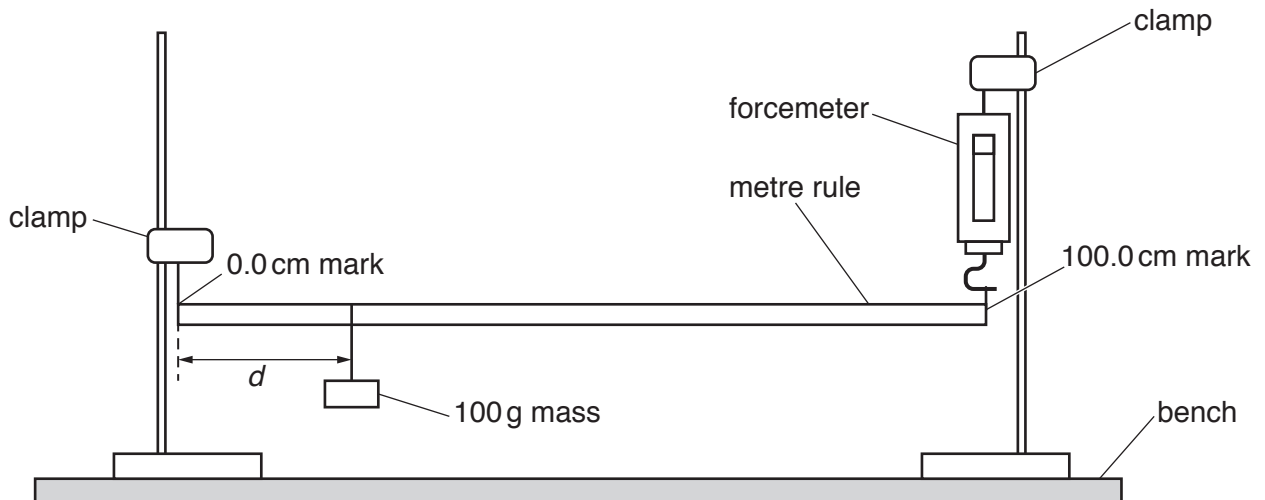 clamp
forcemeter
metre rule
clamp
0.0 cm mark
100.0 cm mark
d
100 g mass
bench